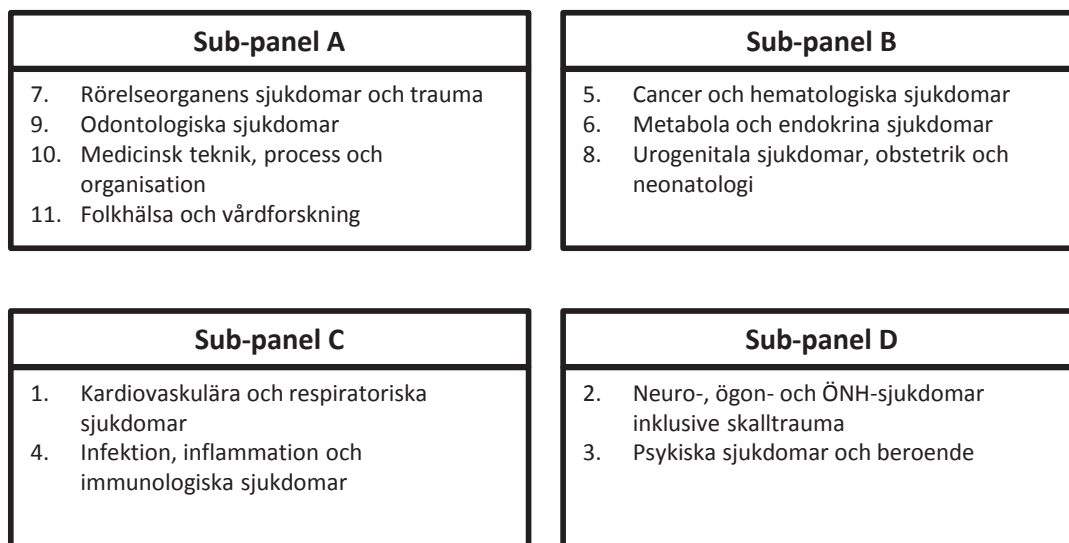 Sub-panel A
7. Rörelseorganens sjukdomar och trauma
9. Odontologiska sjukdomar
10. Medicinsk teknik, process och
organisation
11. Folkhälsa och vårdforskning
Sub-panel B
5. Cancer och hematologiska sjukdomar
6. Metabola och endokrina sjukdomar
8. Urogenitala sjukdomar, obstetrik och
neonatologi
Sub-panel C
1. Kardiovaskulära och respiratoriska
sjukdomar
4. Infektion, inflammation och
immunologiska sjukdomar
Sub-panel D
2. Neuro-, ögon- och ÖNH-sjukdomar
inklusive skalltrauma
3. Psykiska sjukdomar och beroende